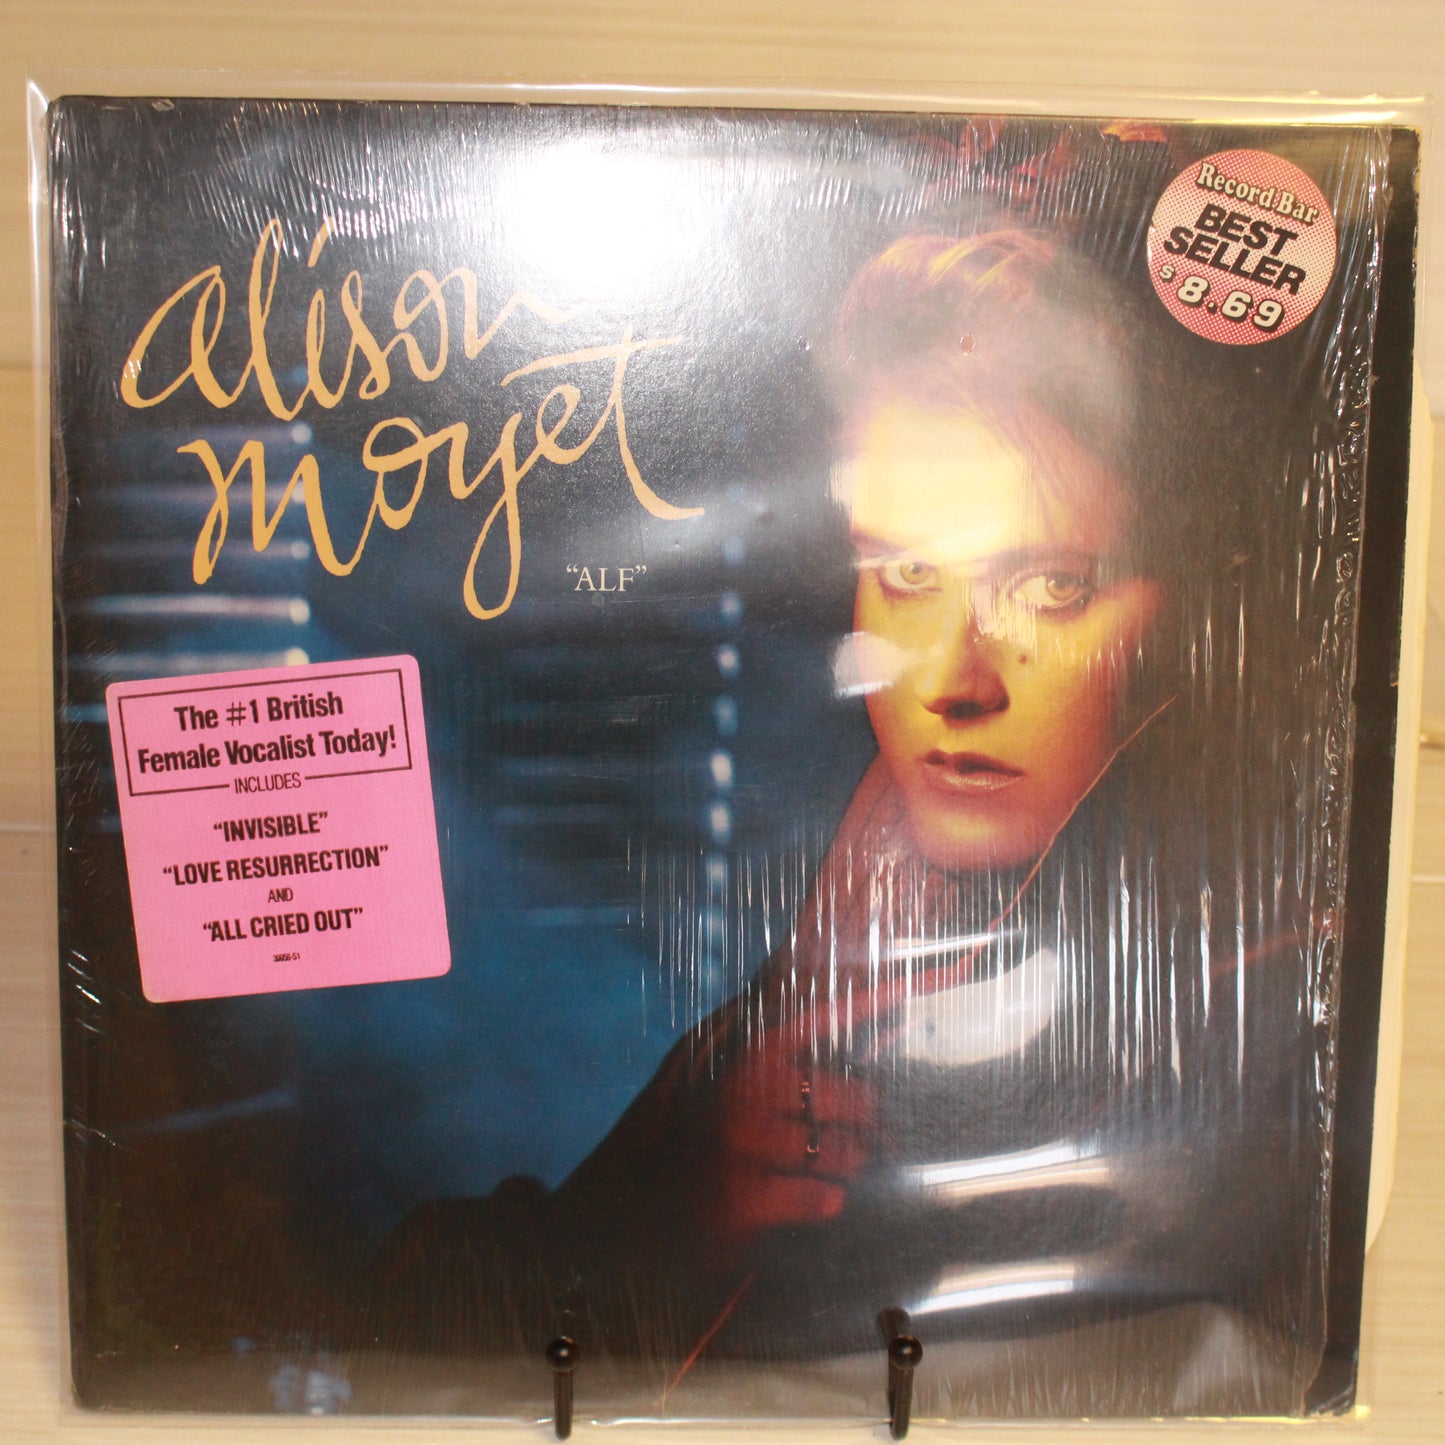 alison
moyet
“ALF”
Record Bar
BEST
SELLER
$8.69
The #1 British
Female Vocalist Today!
INCLUDES
“INVISIBLE”
“LOVE RESURRECTION”
AND
“ALL CRIED OUT”